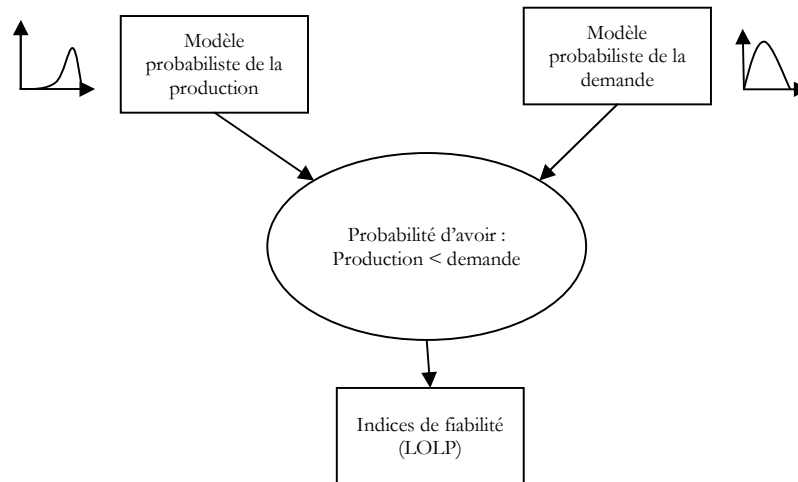 Modèle
probabiliste de la
production
Modèle
probabiliste de la
demande
Probabilité d'avoir :
Production < demande
Indices de fiabilité
(LOLP)